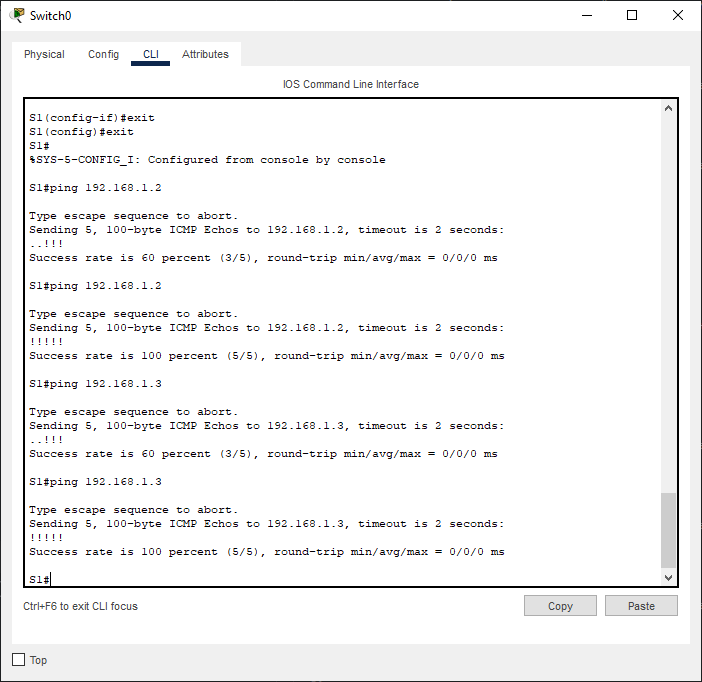 Switch0
Physical Config CLI Attributes
IOS Command Line Interface
S1(config-if)#exit
S1(config)#exit
S1#
%SYS-5-CONFIG_I: Configured from console by console
S1#ping 192.168.1.2
Type escape sequence to abort.
Sending 5, 100-byte ICMP Echos to 192.168.1.2, timeout is 2 seconds:
..!!!
Success rate is 60 percent (3/5), round-trip min/avg/max = 0/0/0 ms
S1#ping 192.168.1.2
Type escape sequence to abort.
Sending 5, 100-byte ICMP Echos to 192.168.1.2, timeout is 2 seconds:
!!!!!
Success rate is 100 percent (5/5), round-trip min/avg/max = 0/0/0 ms
S1#ping 192.168.1.3
Type escape sequence to abort.
Sending 5, 100-byte ICMP Echos to 192.168.1.3, timeout is 2 seconds:
..!!!
Success rate is 60 percent (3/5), round-trip min/avg/max = 0/0/0 ms
S1#ping 192.168.1.3
Type escape sequence to abort.
Sending 5, 100-byte ICMP Echos to 192.168.1.3, timeout is 2 seconds:
!!!!!
Success rate is 100 percent (5/5), round-trip min/avg/max = 0/0/0 ms
S1#
Ctrl+F6 to exit CLI focus Copy Paste
Top